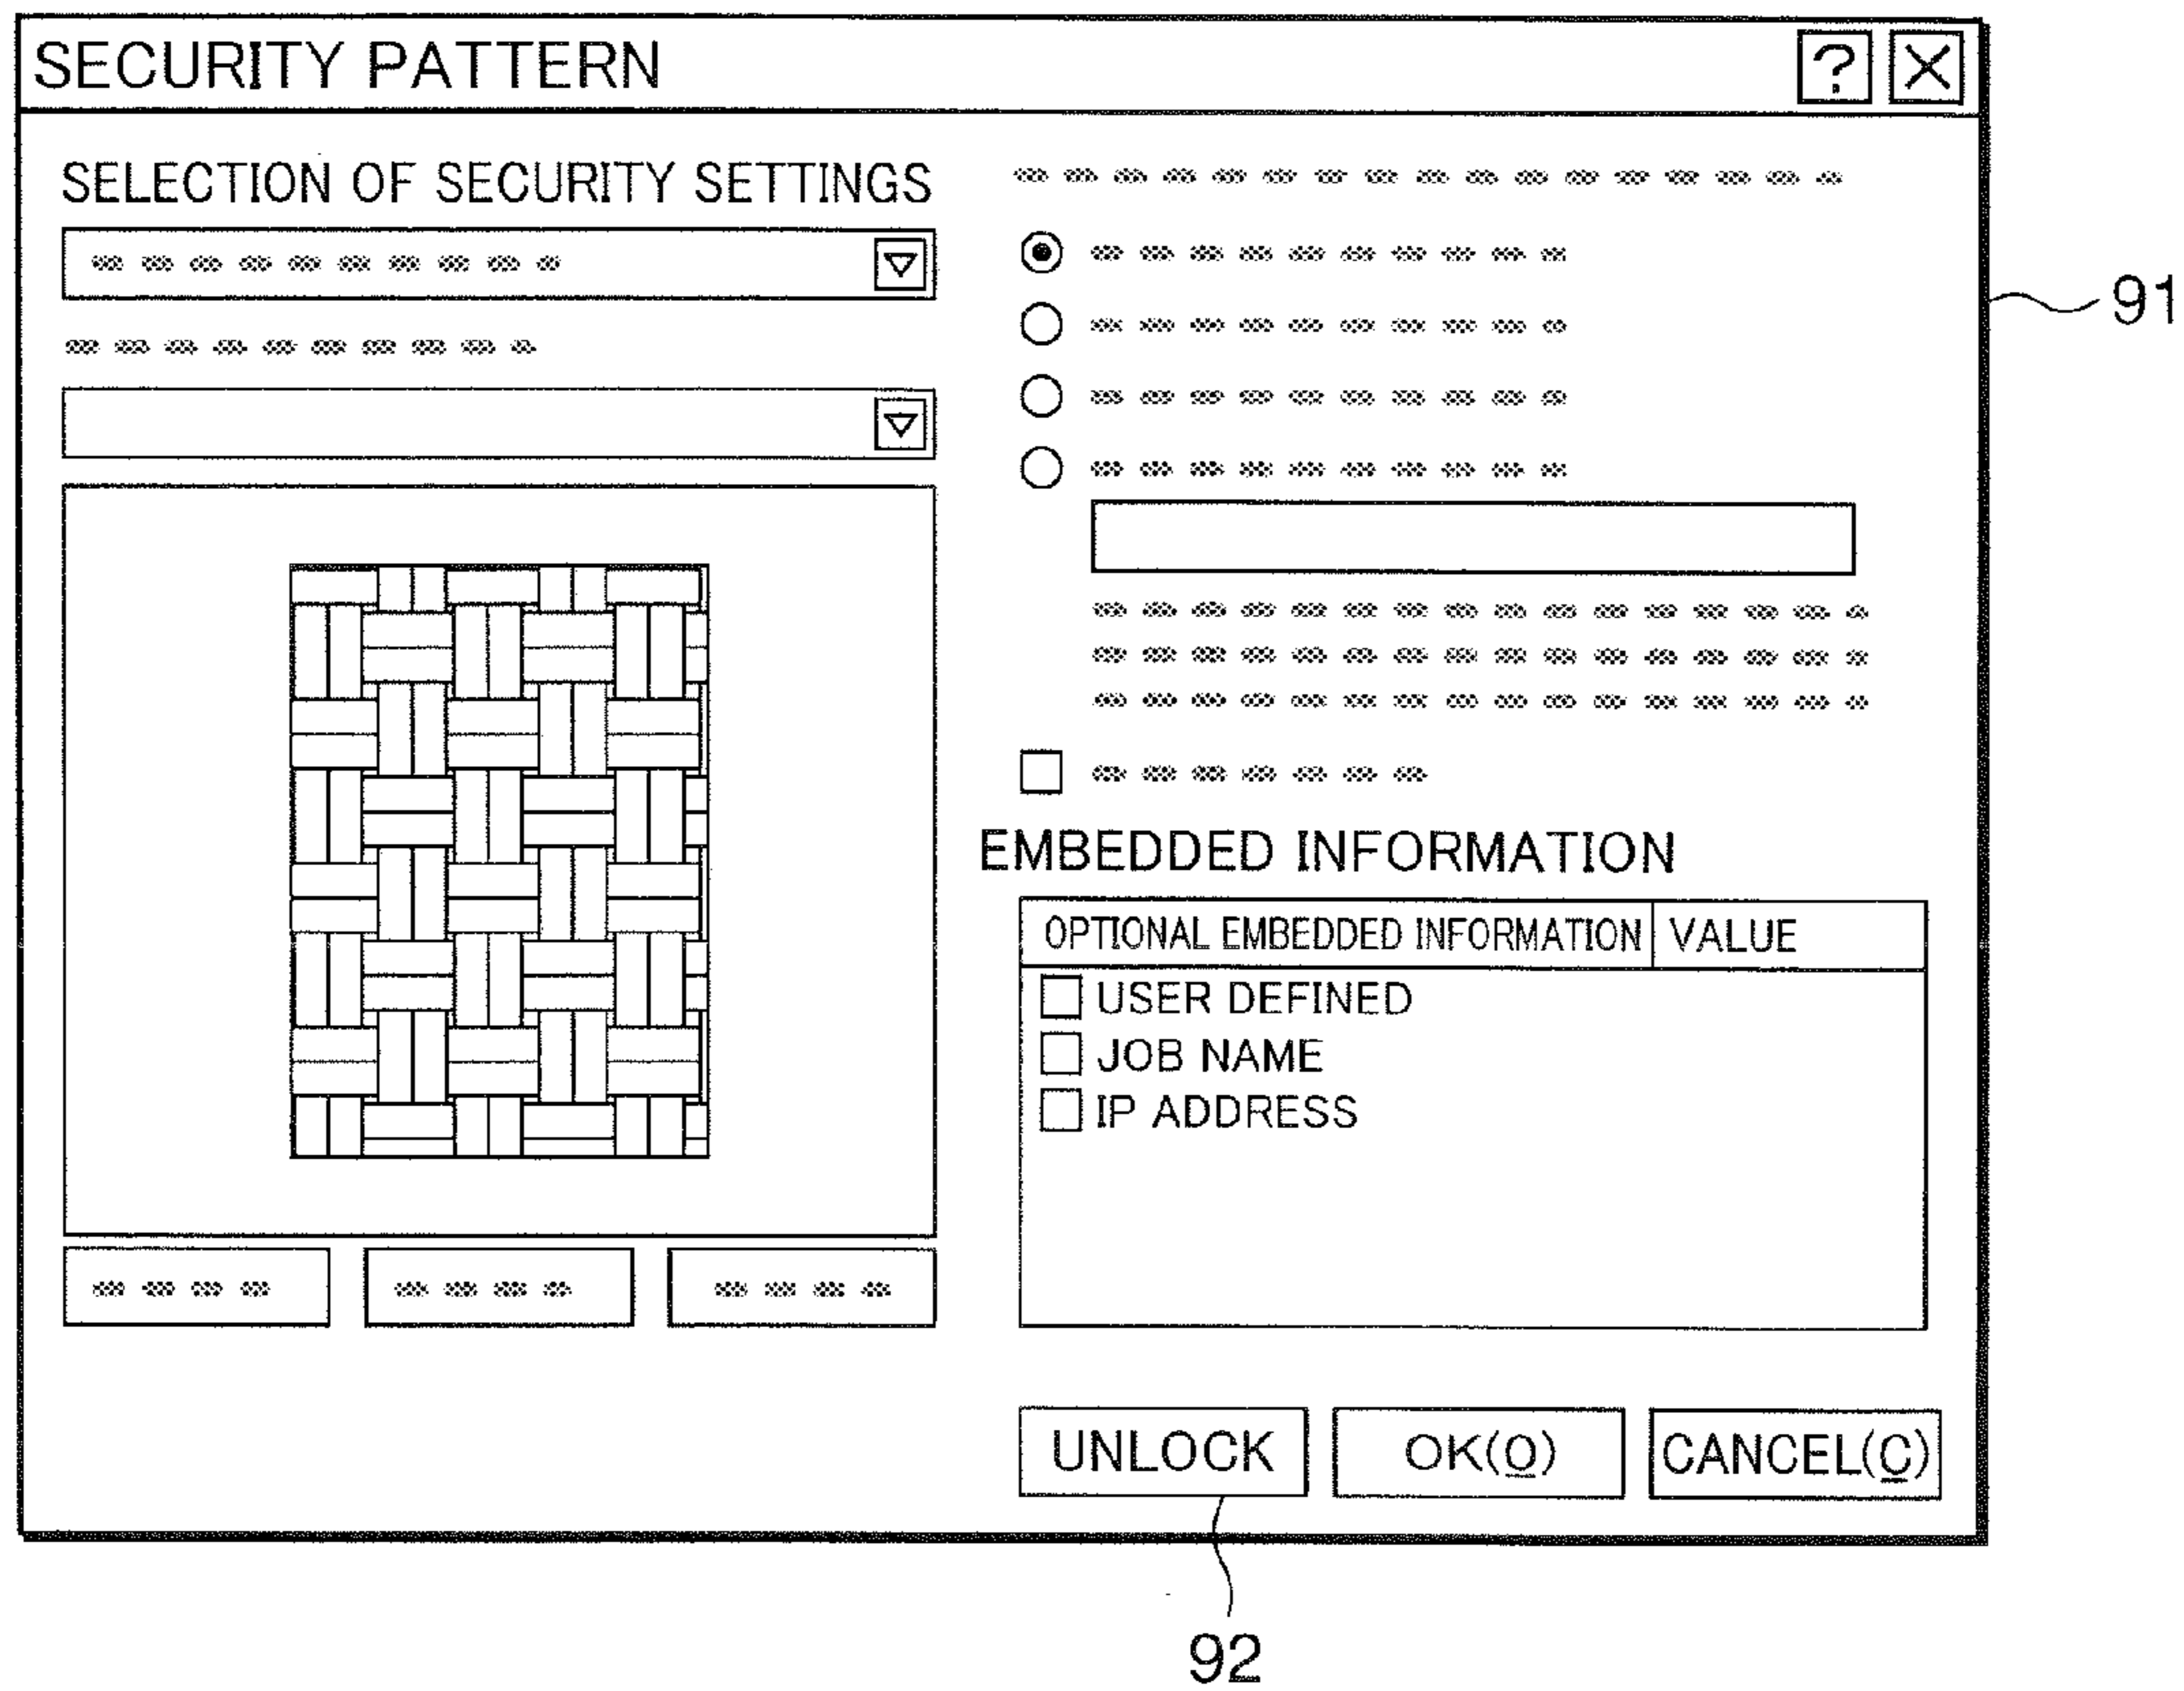 SECURITY PATTERN ? X
SELECTION OF SECURITY SETTINGS
91
EMBEDDED INFORMATION
OPTIONAL EMBEDDED INFORMATION VALUE
USER DEFINED
JOB NAME
IP ADDRESS
UNLOCK OK(O) CANCEL(C)
92